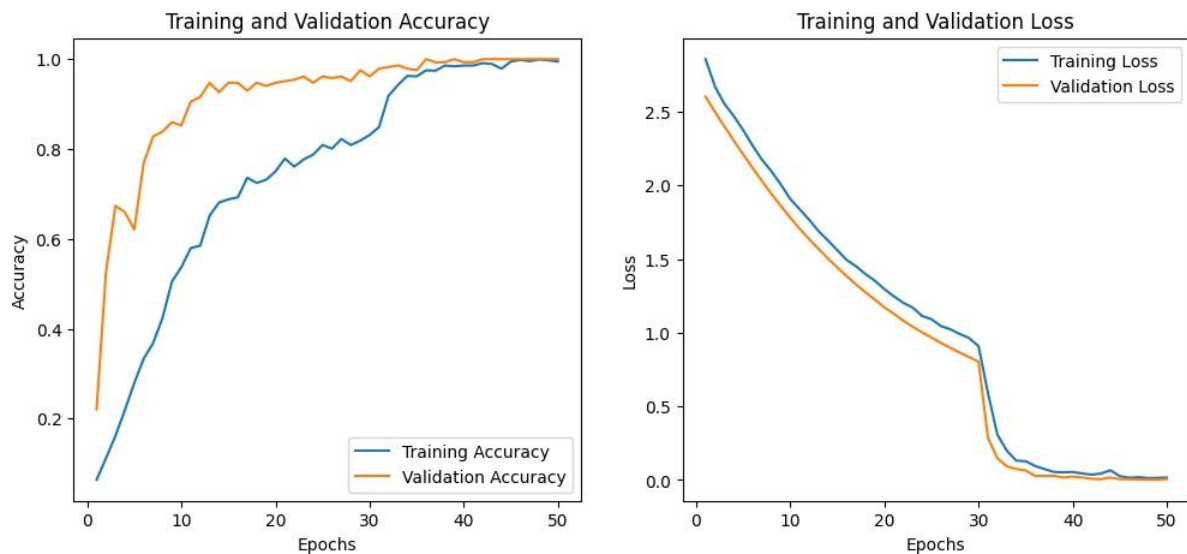 Training and Validation Accuracy
1.0
0.8
0.6
0.4
0.2
Accuracy
Training Accuracy
Validation Accuracy
0 10 20 30 40 50
Epochs
Training and Validation Loss
Training Loss
Validation Loss
2.5
2.0
1.5
1.0
0.5
0.0
Loss
0 10 20 30 40 50
Epochs